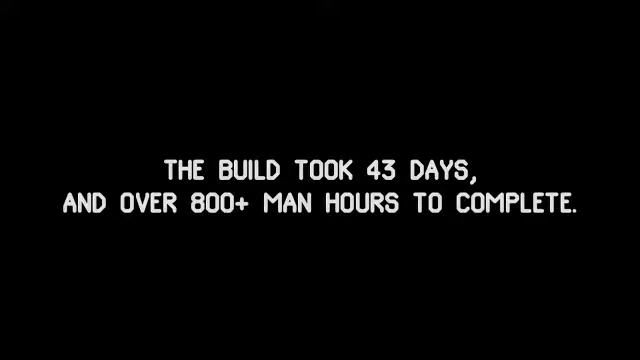 THE BUILD TOOK 43 DAYS,
AND OVER 800+ MAN HOURS TO COMPLETE.